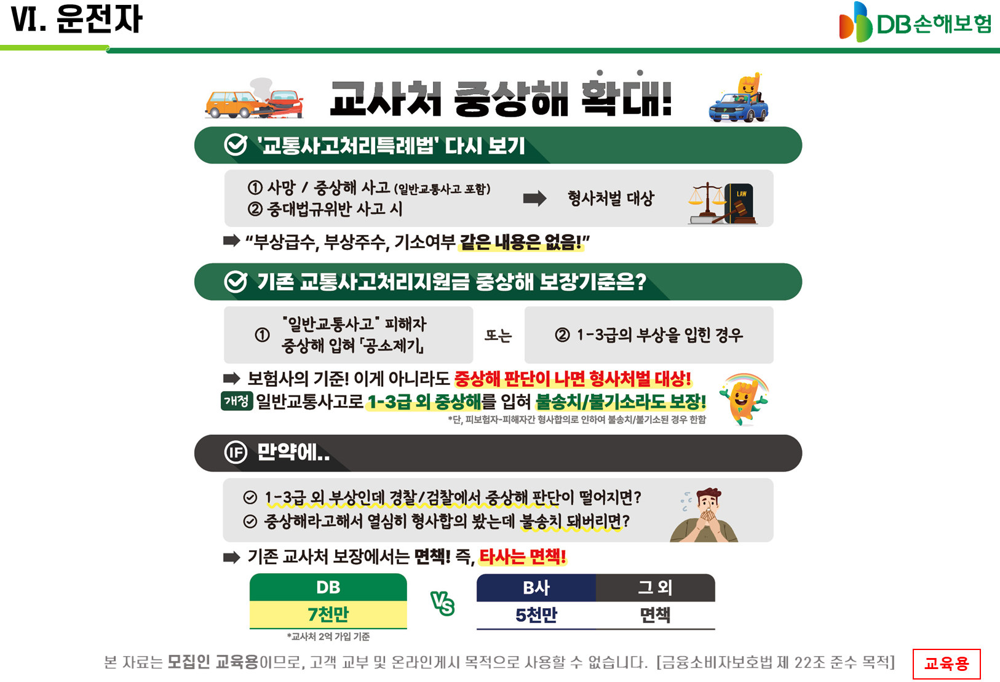 Ⅵ. 운전자
DB손해보험
교사처 중상해 확대!
'교통사고처리특례법' 다시 보기
① 사망 / 중상해 사고 (일반교통사고 포함)
② 중대법규위반 사고 시
형사처벌 대상
LAW
“부상급수, 부상주수, 기소여부 같은 내용은 없음!”
기존 교통사고처리지원금 중상해 보장기준은?
① "일반교통사고" 피해자
중상해 입혀 「공소제기」
또는
② 1-3급의 부상을 입힌 경우
보험사의 기준! 이게 아니라도 중상해 판단이 나면 형사처벌 대상!
개정 일반교통사고로 1-3급 외 중상해를 입혀 불송치/불기소라도 보장!
*단, 피보험자-피해자간 형사합의로 인하여 불송치/불기소된 경우 한함
IF 만약에..
1-3급 외 부상인데 경찰/검찰에서 중상해 판단이 떨어지면?
중상해라고해서 열심히 형사합의 봤는데 불송치 돼버리면?
기존 교사처 보장에서는 면책! 즉, 타사는 면책!
DB
7천만
*교사처 2억 가입 기준
VS
B사 그 외
5천만 면책
본 자료는 모집인 교육용이므로, 고객 교부 및 온라인게시 목적으로 사용할 수 없습니다. [금융소비자보호법 제 22조 준수 목적]
교육용